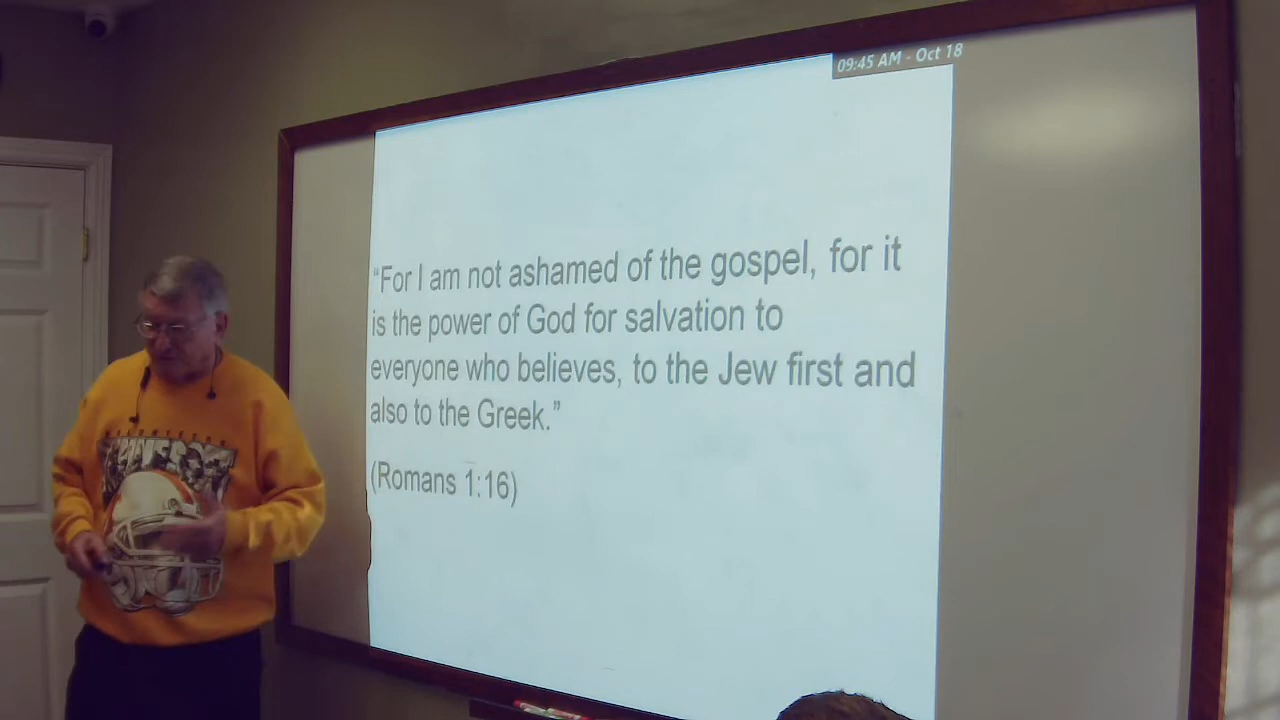 09:45 AM - Oct 18
“For I am not ashamed of the gospel, for it
is the power of God for salvation to
everyone who believes, to the Jew first and
also to the Greek.”
(Romans 1:16)